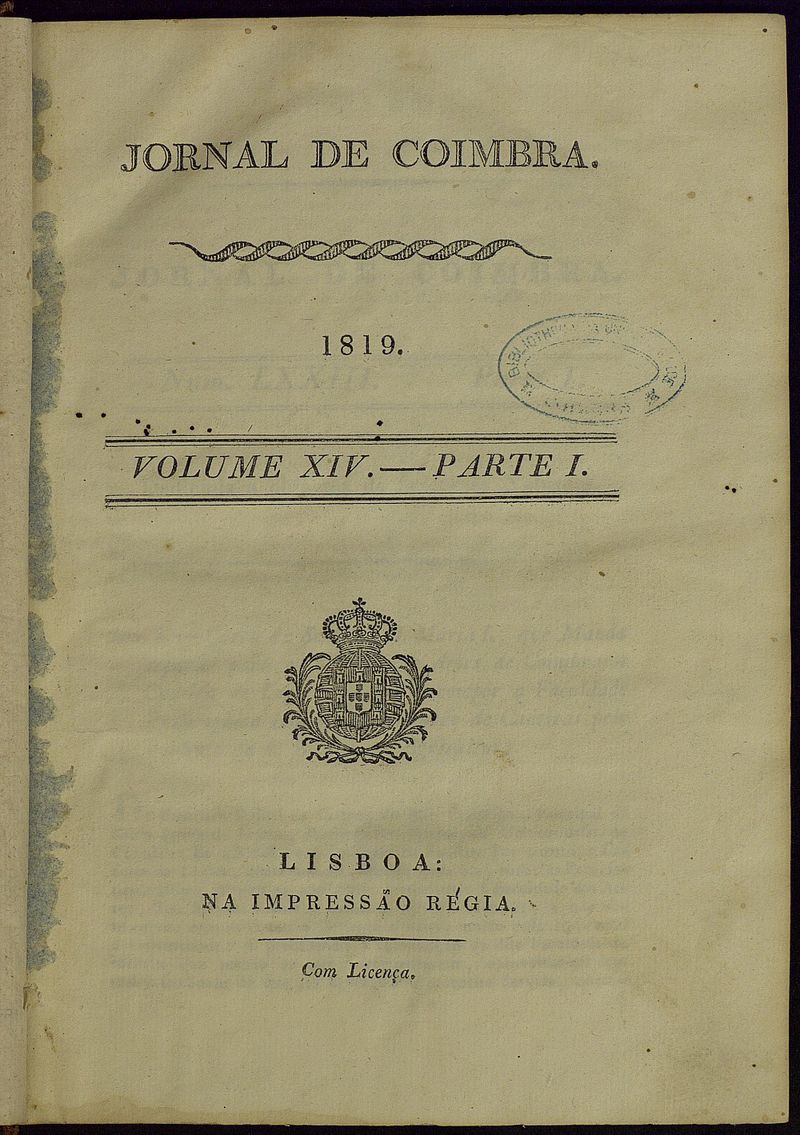 JORNAL DE COIMBRA.
1819.
VOLUME XIV.—PARTE I.
LISBOA:
NA IMPRESSÃO RÉGIA.
Com Licença.